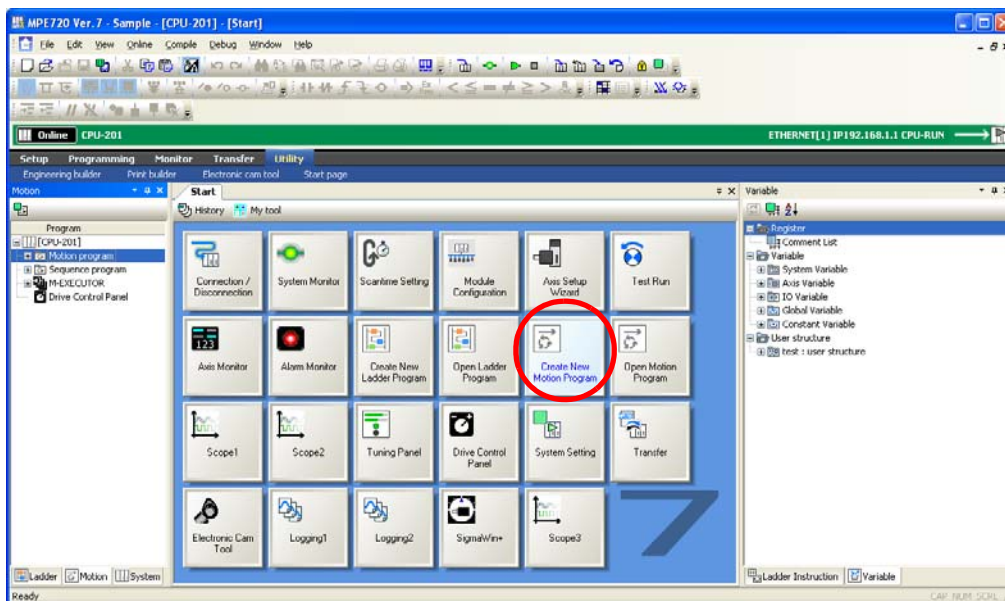 MPE720 Ver. 7 - Sample - [CPU-201] - [Start]
File Edit View Online Compile Debug Window Help
Online CPU-201
ETHERNET[1] IP192.168.1.1 CPU-RUN
Setup Programming Monitor Transfer Utility
Engineering builder Print builder Electronic cam tool Start page
Motion
Start
Variable
History My tool
Program
[CPU-201]
Motion program
Sequence program
M-EXECUTOR
Drive Control Panel
Connection / Disconnection
System Monitor
Scantime Setting
Module Configuration
Axis Setup Wizard
Test Run
123
Axis Monitor
Alarm Monitor
Create New Ladder Program
Open Ladder Program
Create New Motion Program
Open Motion Program
Scope1
Scope2
Tuning Panel
Drive Control Panel
System Setting
Transfer
Electronic Cam Tool
Logging1
Logging2
SigmaWin+
Scope3
7
Register
Comment List
Variable
System Variable
Axis Variable
IO Variable
Global Variable
Constant Variable
User structure
test : user structure
Ladder Motion System
Ladder Instruction Variable
Ready
CAP NUM SCRL